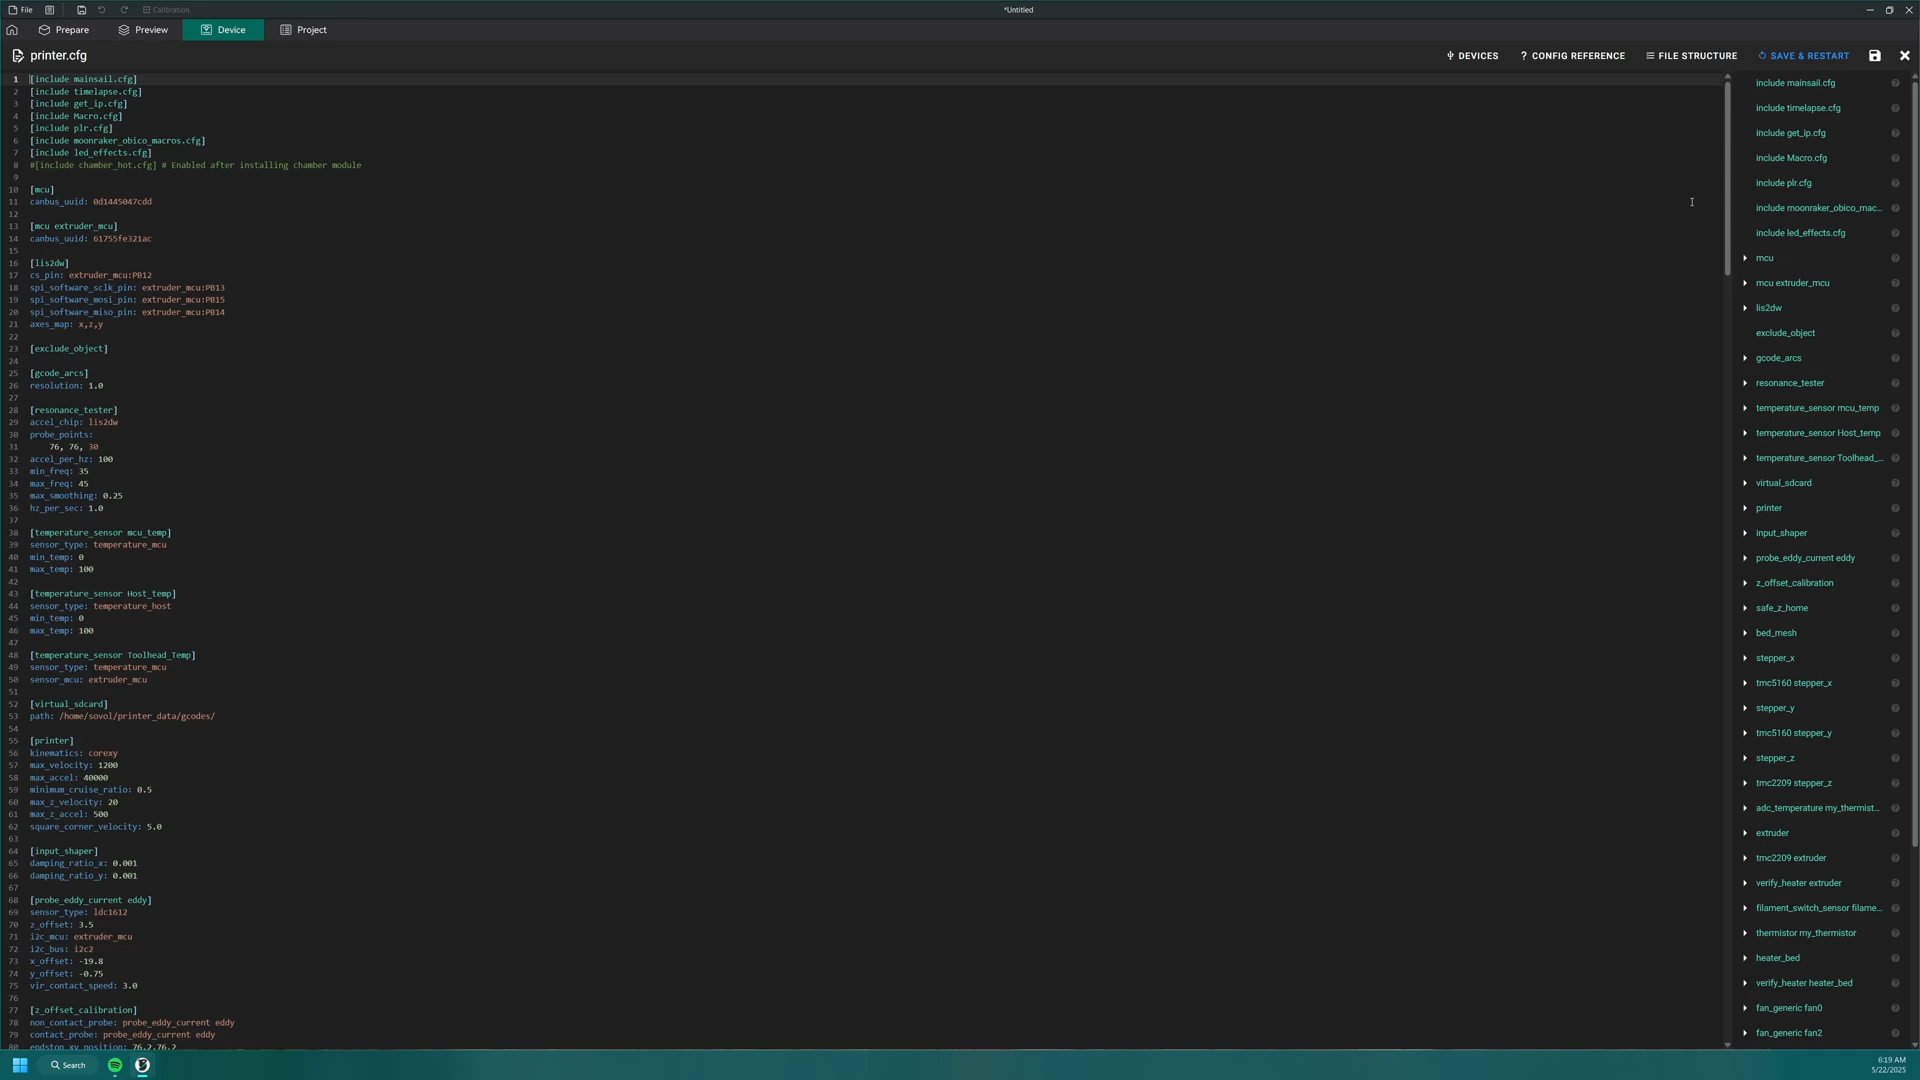 File
Calibration
*Untitled
Prepare
Preview
Device
Project
printer.cfg
DEVICES
? CONFIG REFERENCE
FILE STRUCTURE
SAVE & RESTART
1 [include mainsail.cfg]
2 [include timelapse.cfg]
3 [include get_ip.cfg]
4 [include Macro.cfg]
5 [include plr.cfg]
6 [include moonraker_obico_macros.cfg]
7 [include led_effects.cfg]
8 #[include chamber_hot.cfg] # Enabled after installing chamber module
9
10 [mcu]
11 canbus_uuid: 0d1445047cdd
12
13 [mcu extruder_mcu]
14 canbus_uuid: 61755fe321ac
15
16 [lis2dw]
17 cs_pin: extruder_mcu:PB12
18 spi_software_sclk_pin: extruder_mcu:PB13
19 spi_software_mosi_pin: extruder_mcu:PB15
20 spi_software_miso_pin: extruder_mcu:PB14
21 axes_map: x,z,y
22
23 [exclude_object]
24
25 [gcode_arcs]
26 resolution: 1.0
27
28 [resonance_tester]
29 accel_chip: lis2dw
30 probe_points:
31 76, 76, 30
32 accel_per_hz: 100
33 min_freq: 35
34 max_freq: 45
35 max_smoothing: 0.25
36 hz_per_sec: 1.0
37
38 [temperature_sensor mcu_temp]
39 sensor_type: temperature_mcu
40 min_temp: 0
41 max_temp: 100
42
43 [temperature_sensor Host_temp]
44 sensor_type: temperature_host
45 min_temp: 0
46 max_temp: 100
47
48 [temperature_sensor Toolhead_Temp]
49 sensor_type: temperature_mcu
50 sensor_mcu: extruder_mcu
51
52 [virtual_sdcard]
53 path: /home/sovol/printer_data/gcodes/
54
55 [printer]
56 kinematics: corexy
57 max_velocity: 1200
58 max_accel: 40000
59 minimum_cruise_ratio: 0.5
60 max_z_velocity: 20
61 max_z_accel: 500
62 square_corner_velocity: 5.0
63
64 [input_shaper]
65 damping_ratio_x: 0.001
66 damping_ratio_y: 0.001
67
68 [probe_eddy_current eddy]
69 sensor_type: ldc1612
70 z_offset: 3.5
71 i2c_mcu: extruder_mcu
72 i2c_bus: i2c2
73 x_offset: -19.8
74 y_offset: -0.75
75 vir_contact_speed: 3.0
76
77 [z_offset_calibration]
78 non_contact_probe: probe_eddy_current eddy
79 contact_probe: probe_eddy_current eddy
80 endstop_xy_position: 76.2,76.2
include mainsail.cfg
include timelapse.cfg
include get_ip.cfg
include Macro.cfg
include plr.cfg
include moonraker_obico_mac...
include led_effects.cfg
mcu
mcu extruder_mcu
lis2dw
exclude_object
gcode_arcs
resonance_tester
temperature_sensor mcu_temp
temperature_sensor Host_temp
temperature_sensor Toolhead_...
virtual_sdcard
printer
input_shaper
probe_eddy_current eddy
z_offset_calibration
safe_z_home
bed_mesh
stepper_x
tmc5160 stepper_x
stepper_y
tmc5160 stepper_y
stepper_z
tmc2209 stepper_z
adc_temperature my_thermist...
extruder
tmc2209 extruder
verify_heater extruder
filament_switch_sensor filame...
thermistor my_thermistor
heater_bed
verify_heater heater_bed
fan_generic fan0
fan_generic fan2
Search
6:19 AM
5/22/2025